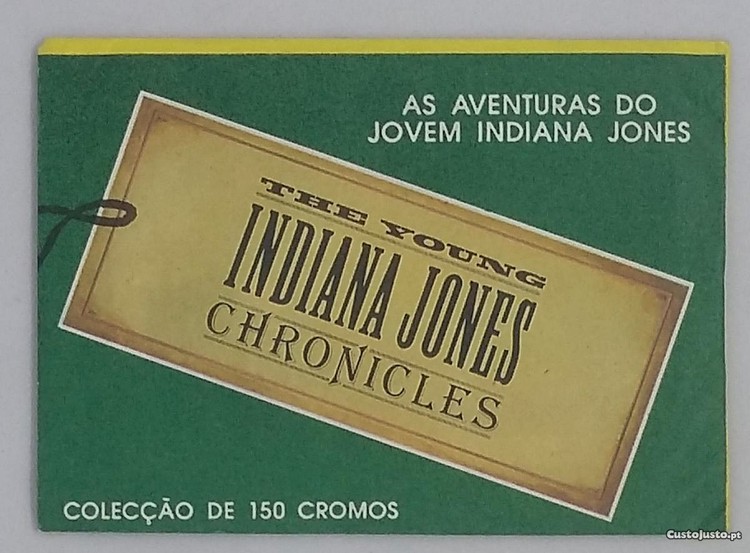 AS AVENTURAS DO
JOVEM INDIANA JONES
THE YOUNG
INDIANA JONES
CHRONICLES
COLECÇÃO DE 150 CROMOS
CustoJusto.pt